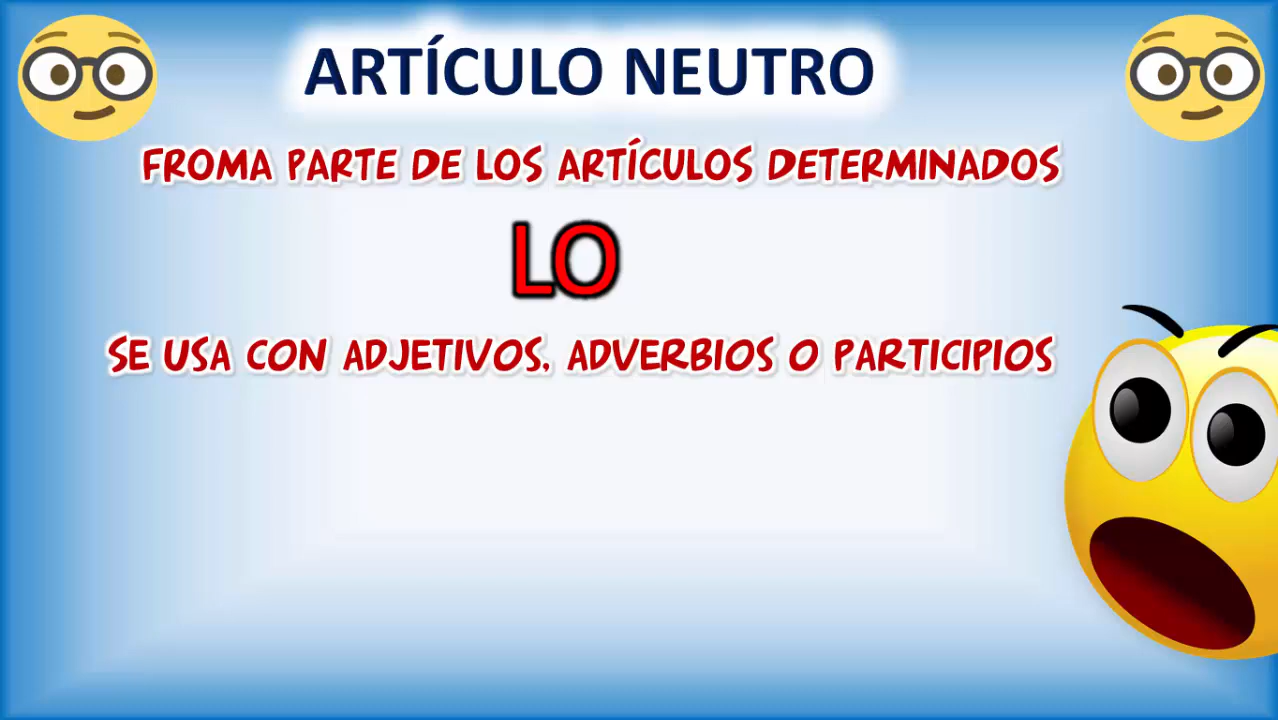 ARTÍCULO NEUTRO
FROMA PARTE DE LOS ARTÍCULOS DETERMINADOS
LO
SE USA CON ADJETIVOS, ADVERBIOS O PARTICIPIOS